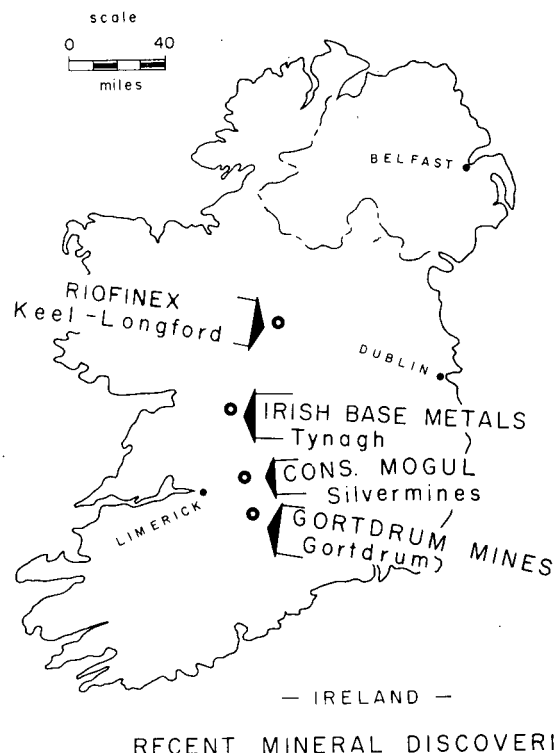 scale
0 40
miles
BELFAST
RIOFINEX
Keel-Longford
DUBLIN
IRISH BASE METALS
Tynagh
CONS. MOGUL
Silvermines
LIMERICK
GORTDRUM MINES
Gortdrum
— IRELAND —
RECENT MINERAL DISCOVERI